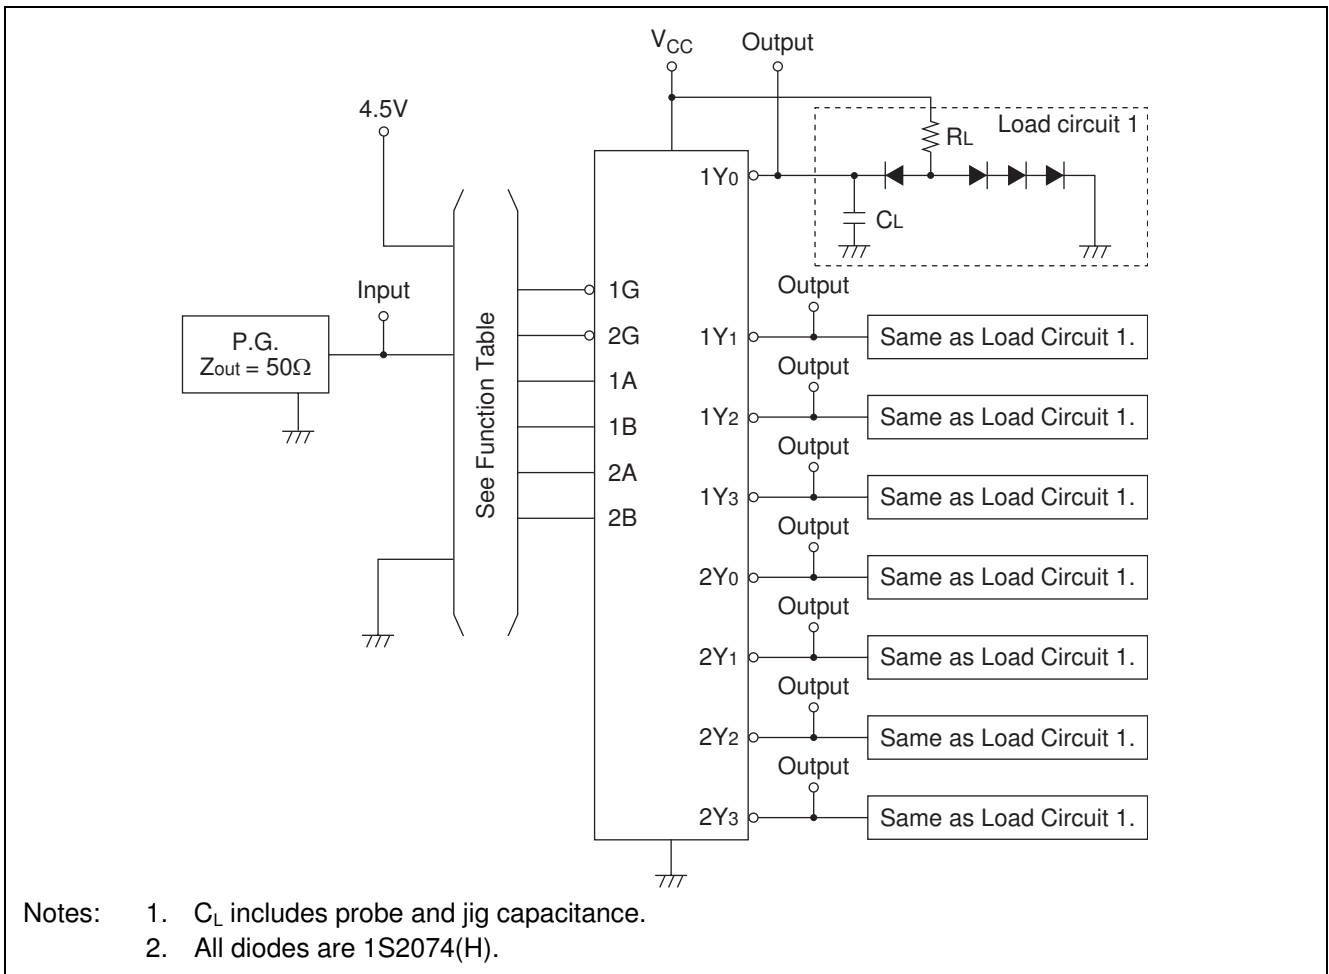 VCC
Output
4.5V
Load circuit 1
RL
1Y0
CL
Input
P.G.
Zout = 50Ω
See Function Table
1G
2G
1A
1B
2A
2B
Output
1Y1
Same as Load Circuit 1.
Output
1Y2
Same as Load Circuit 1.
Output
1Y3
Same as Load Circuit 1.
Output
2Y0
Same as Load Circuit 1.
Output
2Y1
Same as Load Circuit 1.
Output
2Y2
Same as Load Circuit 1.
Output
2Y3
Same as Load Circuit 1.
Notes: 1. CL includes probe and jig capacitance.
2. All diodes are 1S2074(H).